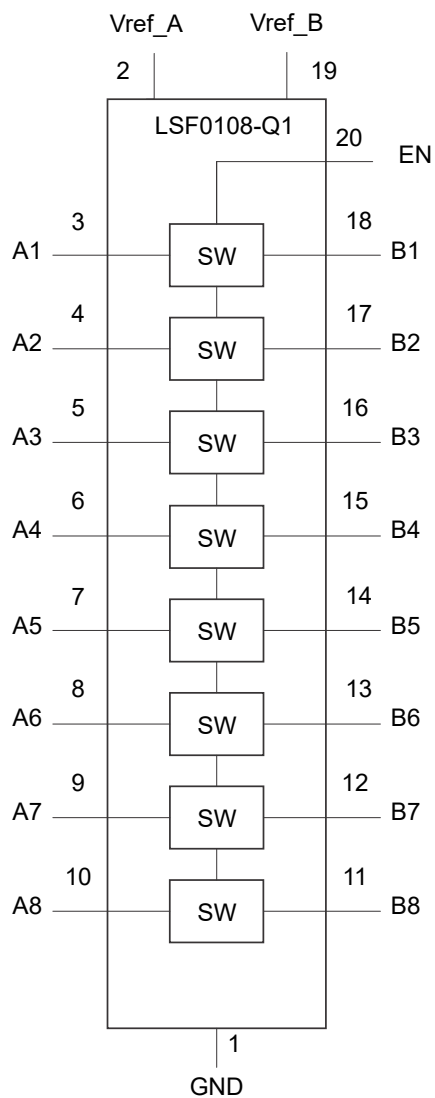 Vref_A Vref_B
2 19
LSF0108-Q1
20
EN
3 18
A1 SW B1
4 17
A2 SW B2
5 16
A3 SW B3
6 15
A4 SW B4
7 14
A5 SW B5
8 13
A6 SW B6
9 12
A7 SW B7
10 11
A8 SW B8
1
GND